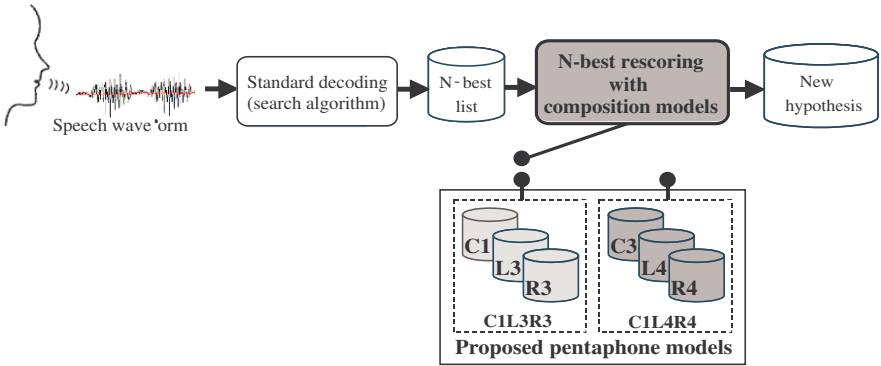 Standard decoding
(search algorithm)
N-best
list
N-best rescoring
with
composition models
New
hypothesis
Speech wave orm
C1
L3
R3
C1L3R3
C3
L4
R4
C1L4R4
Proposed pentaphone models